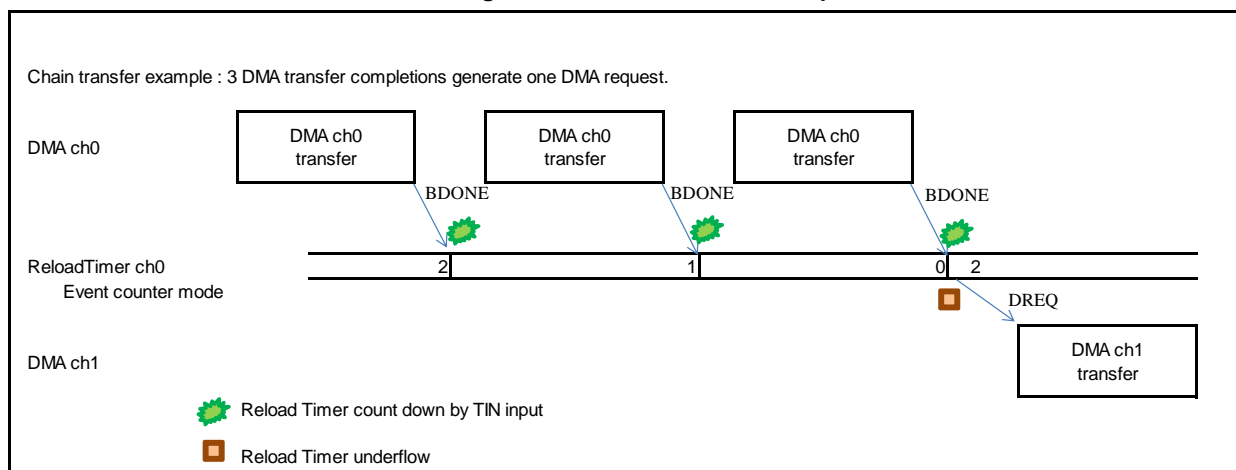 Chain transfer example : 3 DMA transfer completions generate one DMA request.
DMA ch0
DMA ch0
transfer
DMA ch0
transfer
DMA ch0
transfer
BDONE
BDONE
BDONE
ReloadTimer ch0
Event counter mode
2
1
0
2
DREQ
DMA ch1
DMA ch1
transfer
Reload Timer count down by TIN input
Reload Timer underflow